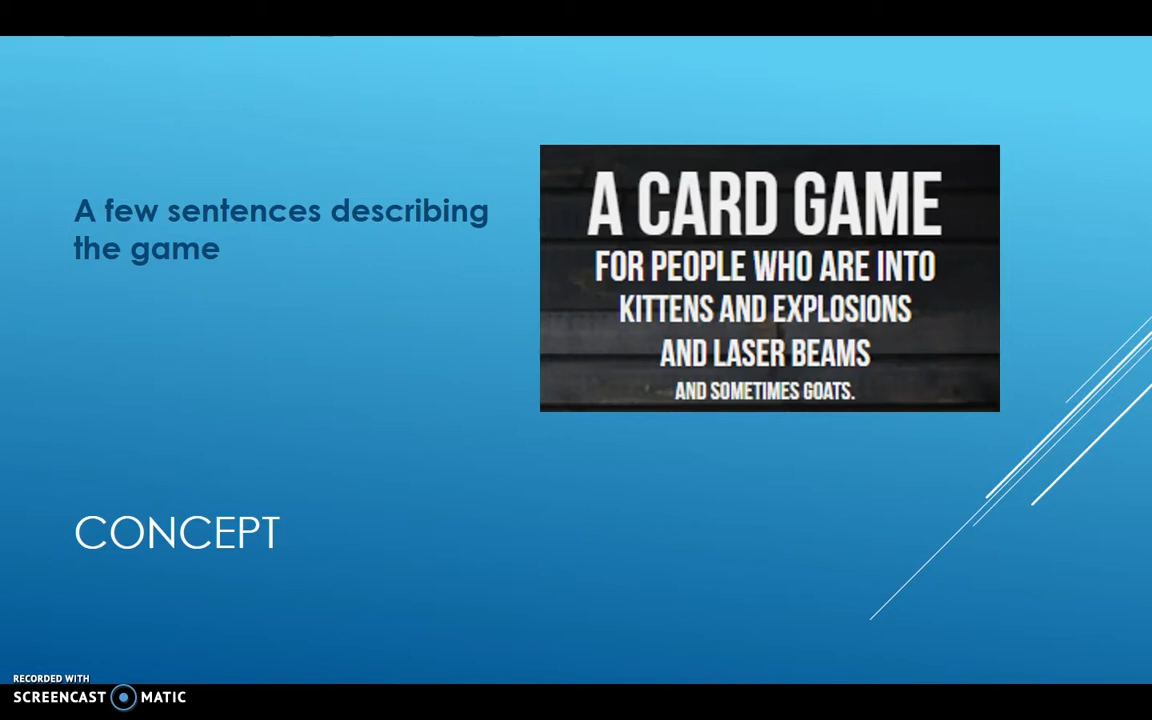 A few sentences describing
the game
A CARD GAME
FOR PEOPLE WHO ARE INTO
KITTENS AND EXPLOSIONS
AND LASER BEAMS
AND SOMETIMES GOATS.
CONCEPT
RECORDED WITH
SCREENCAST MATIC